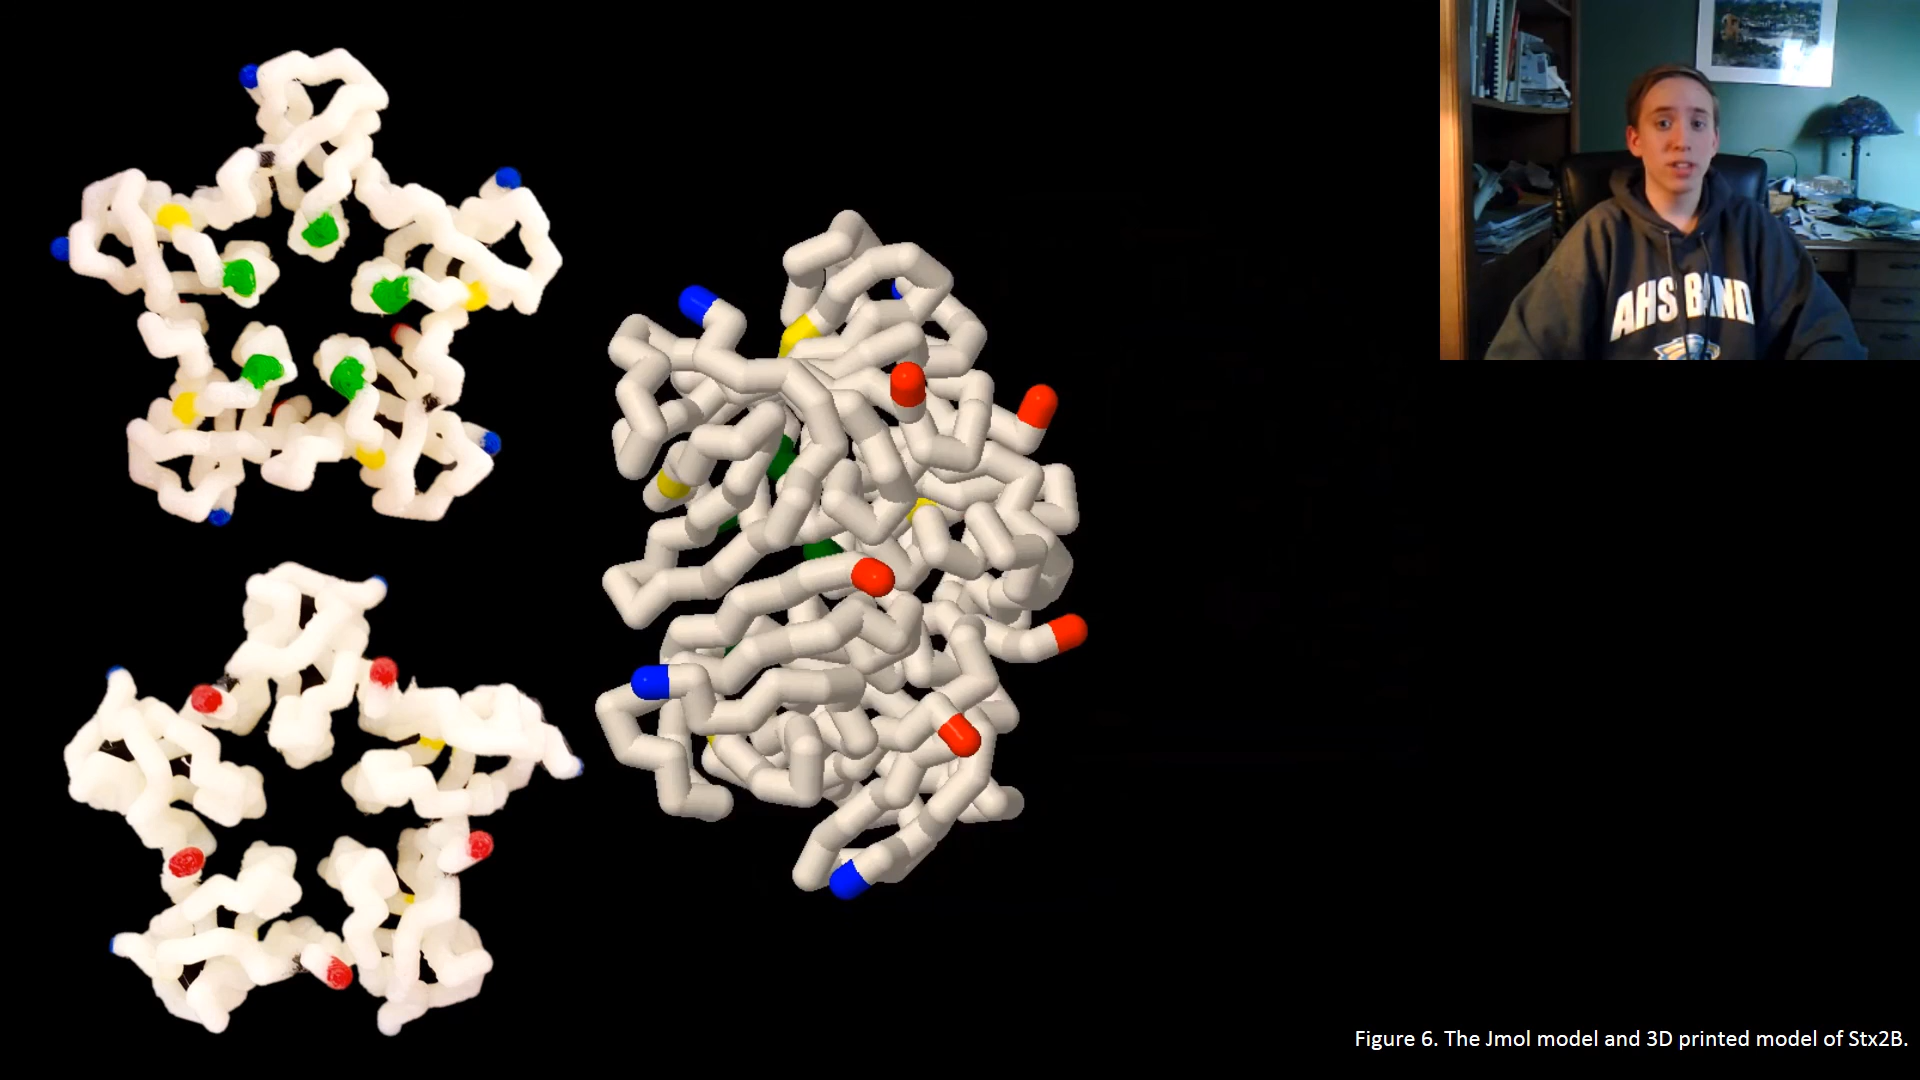 AHS BAND
Figure 6. The Jmol model and 3D printed model of Stx2B.